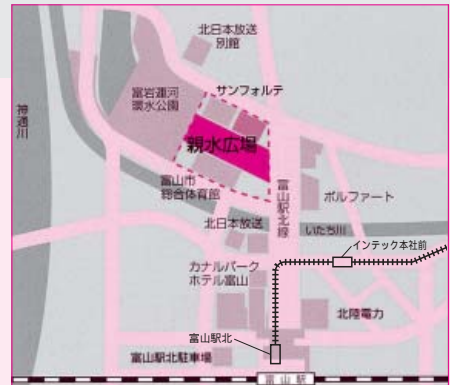 北日本放送
別館
サンフォルテ
富岩運河
環水公園
神通川
親水広場
富山市
総合体育館
富山駅北線
ボルファート
北日本放送
いたち川
インテック本社前
カナルパーク
ホテル富山
北陸電力
富山駅北
富山駅北駐車場
富山駅